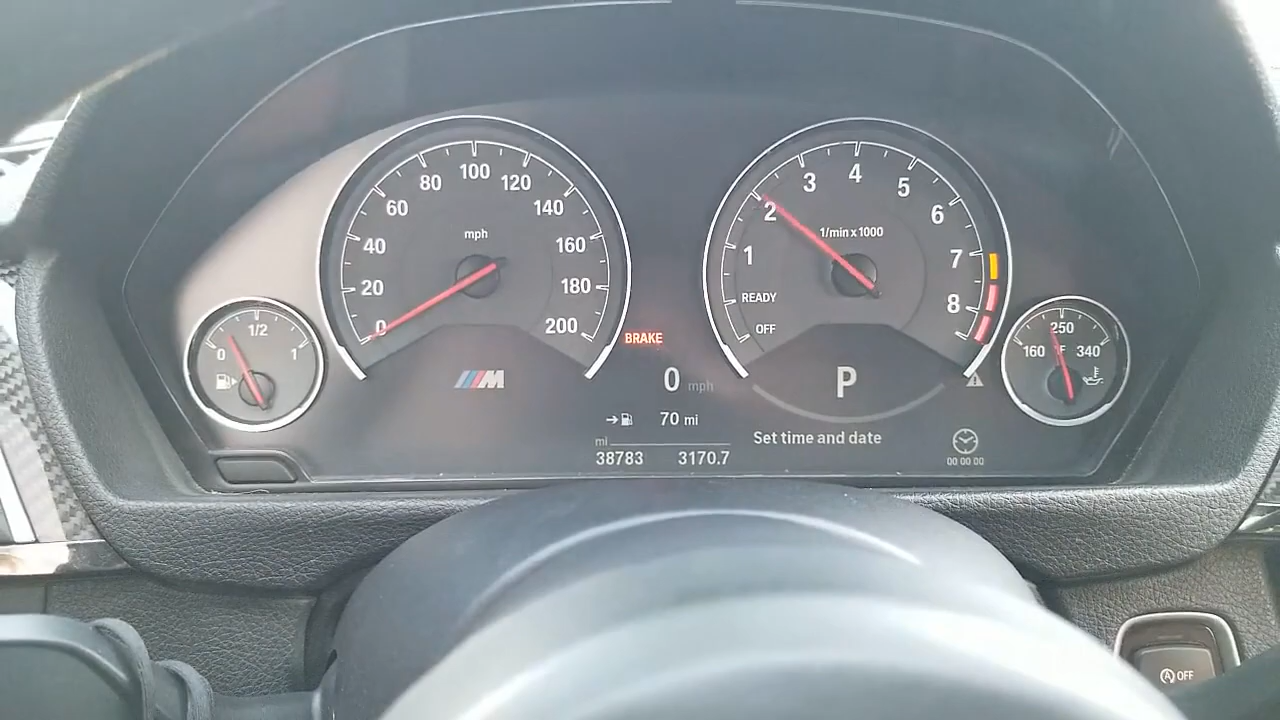 0
1/2
1
0
20
40
60
80
100
120
140
160
180
200
mph
M
BRAKE
0 mph
70 mi
mi
38783 3170.7
OFF
READY
1
2
3
4
5
6
7
8
1/min x 1000
P
Set time and date
00:00:00
160
250
340
°F
OFF